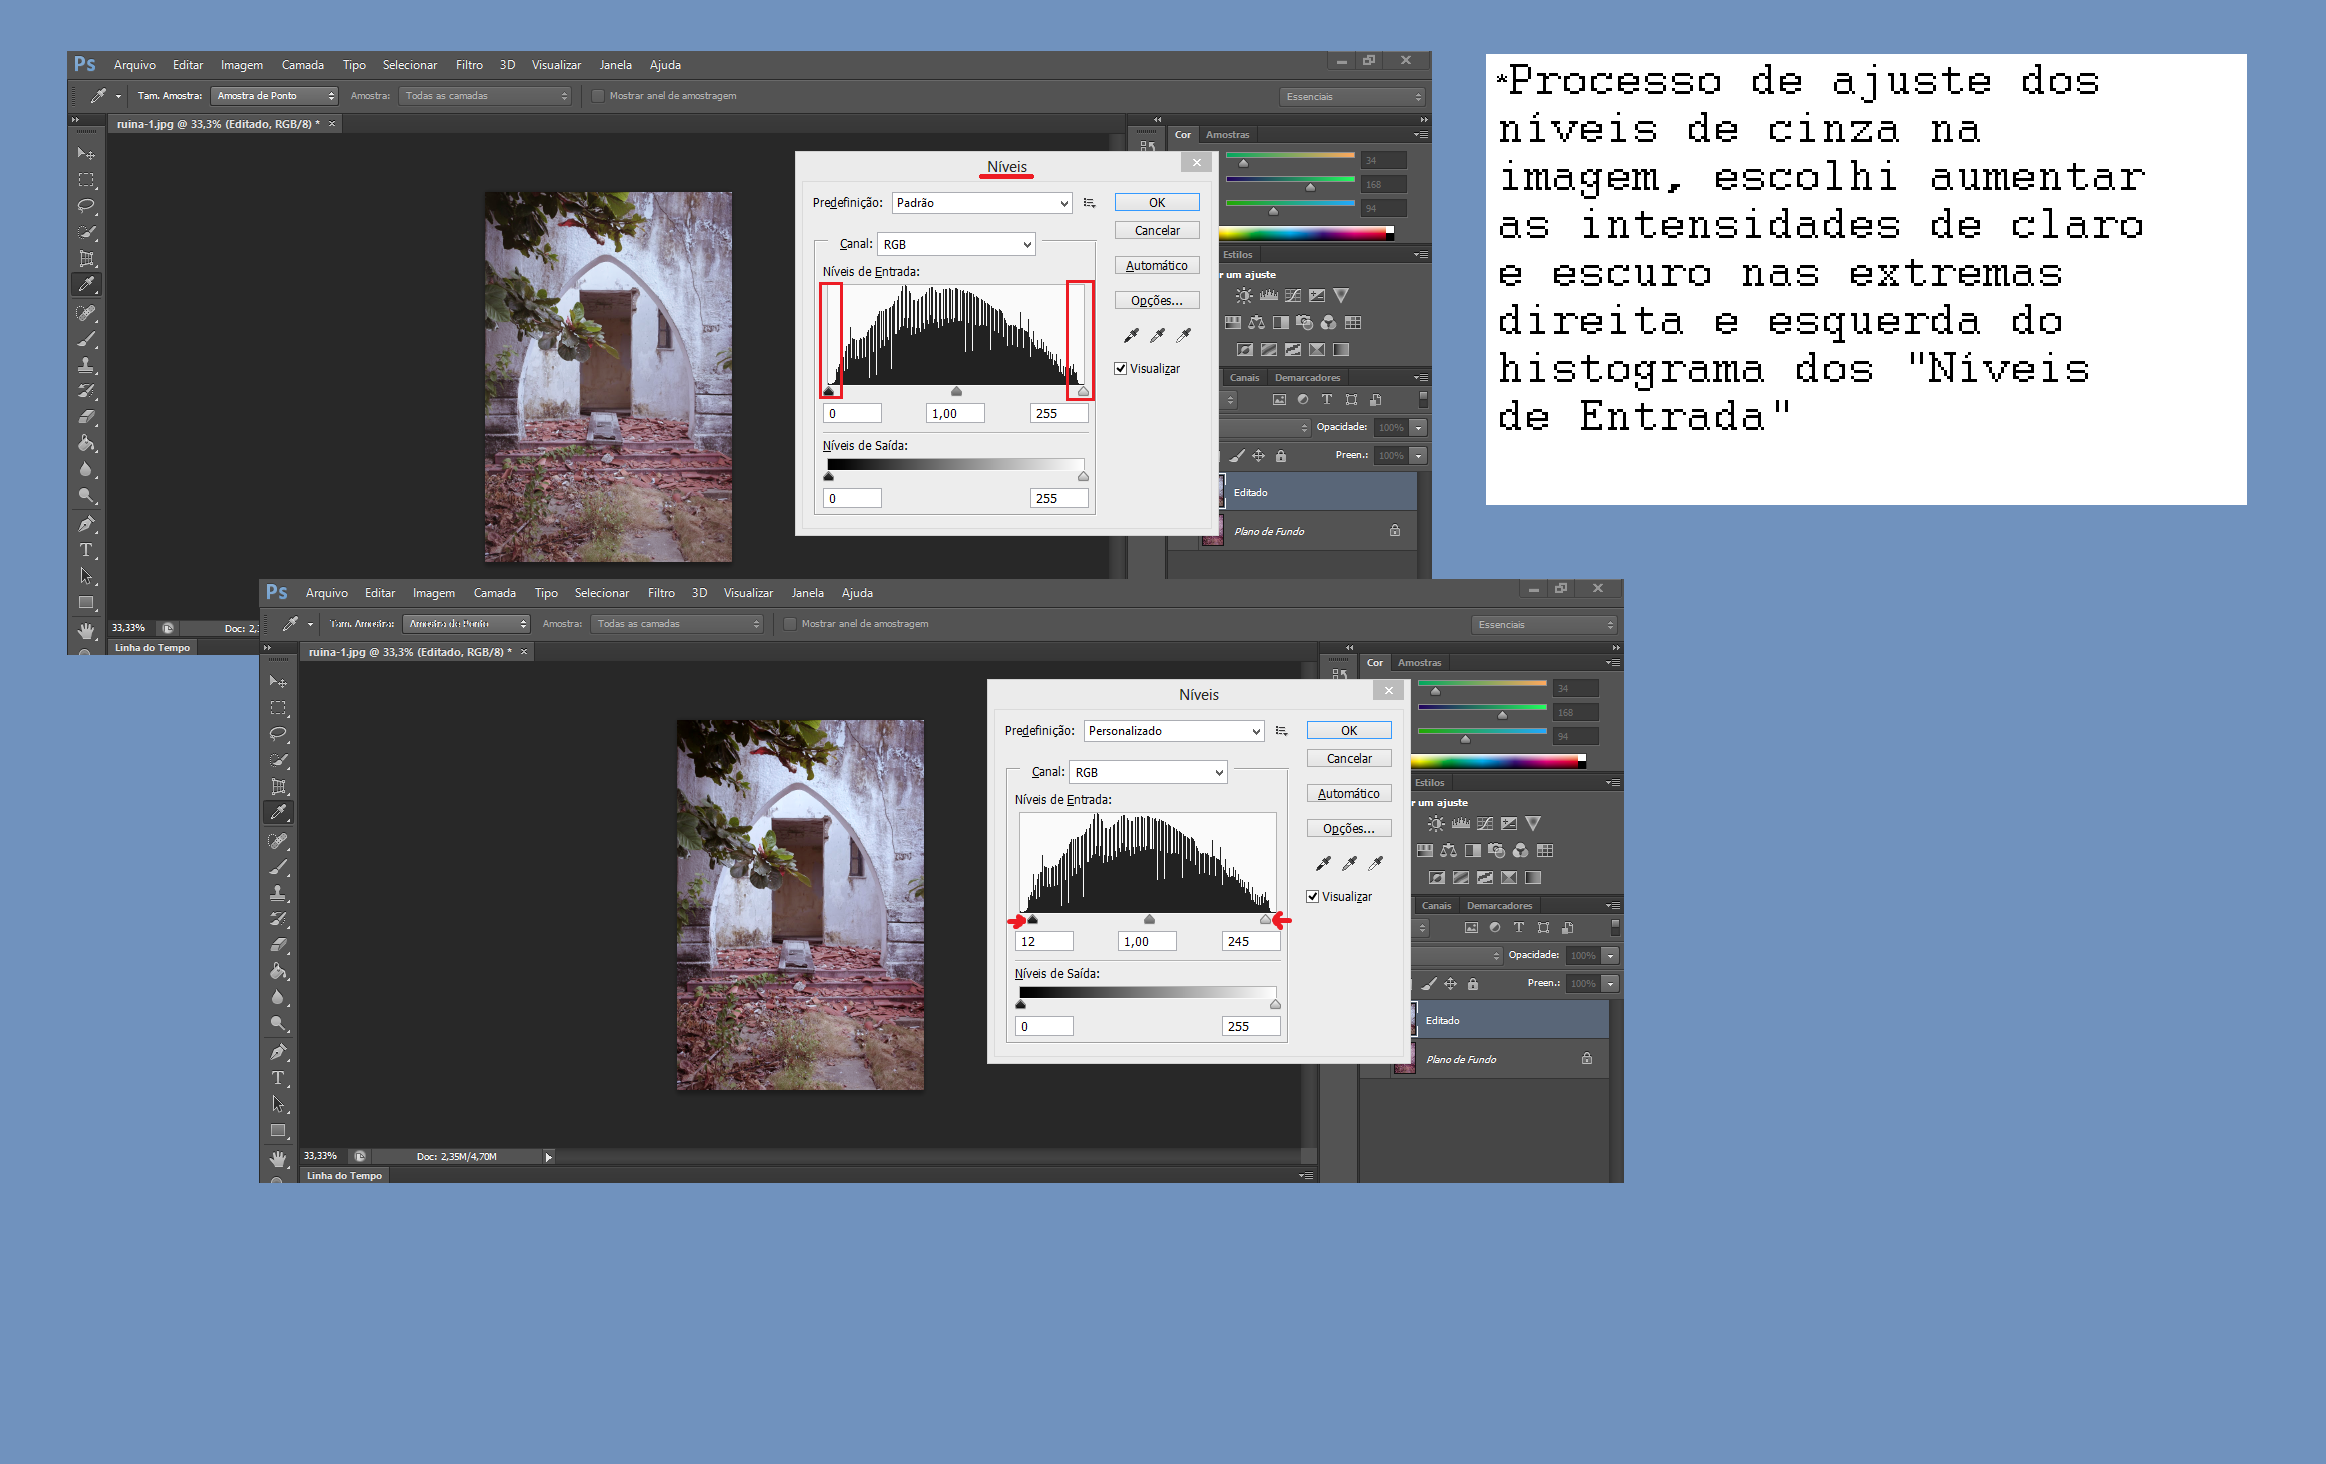 Ps Arquivo Editar Imagem Camada Tipo Selecionar Filtro 3D Visualizar Janela Ajuda
Tam. Amostra: Amostra de Ponto Amostra: Todas as camadas Mostrar anel de amostragem Essenciais
ruina-1.jpg @ 33,3% (Editado, RGB/8) * ×
Cor Amostras
34
168
94
Estilos
r um ajuste
Canais Demarcadores
Opacidade: 100%
Preen.: 100%
Editado
Plano de Fundo
Níveis
Predefinição: Padrão
OK
Cancelar
Canal: RGB
Automático
Níveis de Entrada:
Opções...
Visualizar
0 1,00 255
Níveis de Saída:
0 255
33,33% Doc: 2,
Linha do Tempo
*Processo de ajuste dos
níveis de cinza na
imagem, escolhi aumentar
as intensidades de claro
e escuro nas extremas
direita e esquerda do
histograma dos "Níveis
de Entrada"
Ps Arquivo Editar Imagem Camada Tipo Selecionar Filtro 3D Visualizar Janela Ajuda
Tam. Amostra: Amostra de Ponto Amostra: Todas as camadas Mostrar anel de amostragem Essenciais
ruina-1.jpg @ 33,3% (Editado, RGB/8) * ×
Cor Amostras
34
168
94
Estilos
r um ajuste
Canais Demarcadores
Opacidade: 100%
Preen.: 100%
Editado
Plano de Fundo
Níveis
Predefinição: Personalizado
OK
Cancelar
Canal: RGB
Automático
Níveis de Entrada:
Opções...
Visualizar
12 1,00 245
Níveis de Saída:
0 255
33,33% Doc: 2,35M/4,70M
Linha do Tempo